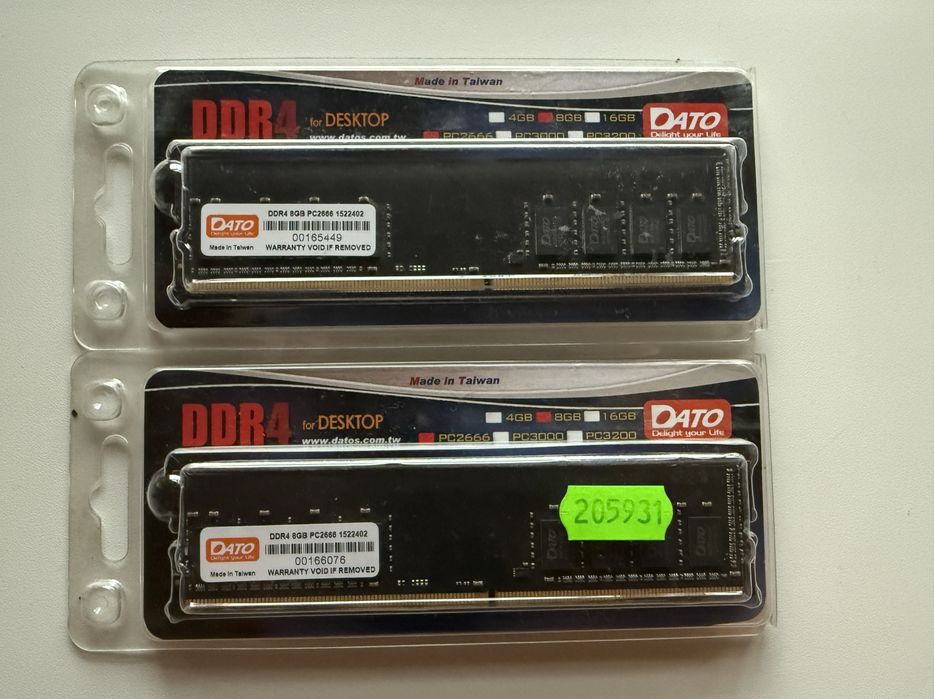 Made in Taiwan
DDR4 for DESKTOP
4GB 8GB 16GB
www.datos.com.tw
PC2666 PC3000 PC3200
DATO
Delight your Life
DATO
Delight your Life
Made in Taiwan
DDR4 8GB PC2666 1522402
00165449
WARRANTY VOID IF REMOVED
Made in Taiwan
DDR4 for DESKTOP
4GB 8GB 16GB
www.datos.com.tw
PC2666 PC3000 PC3200
DATO
Delight your Life
205931
DATO
Delight your Life
Made in Taiwan
DDR4 8GB PC2666 1522402
00166076
WARRANTY VOID IF REMOVED